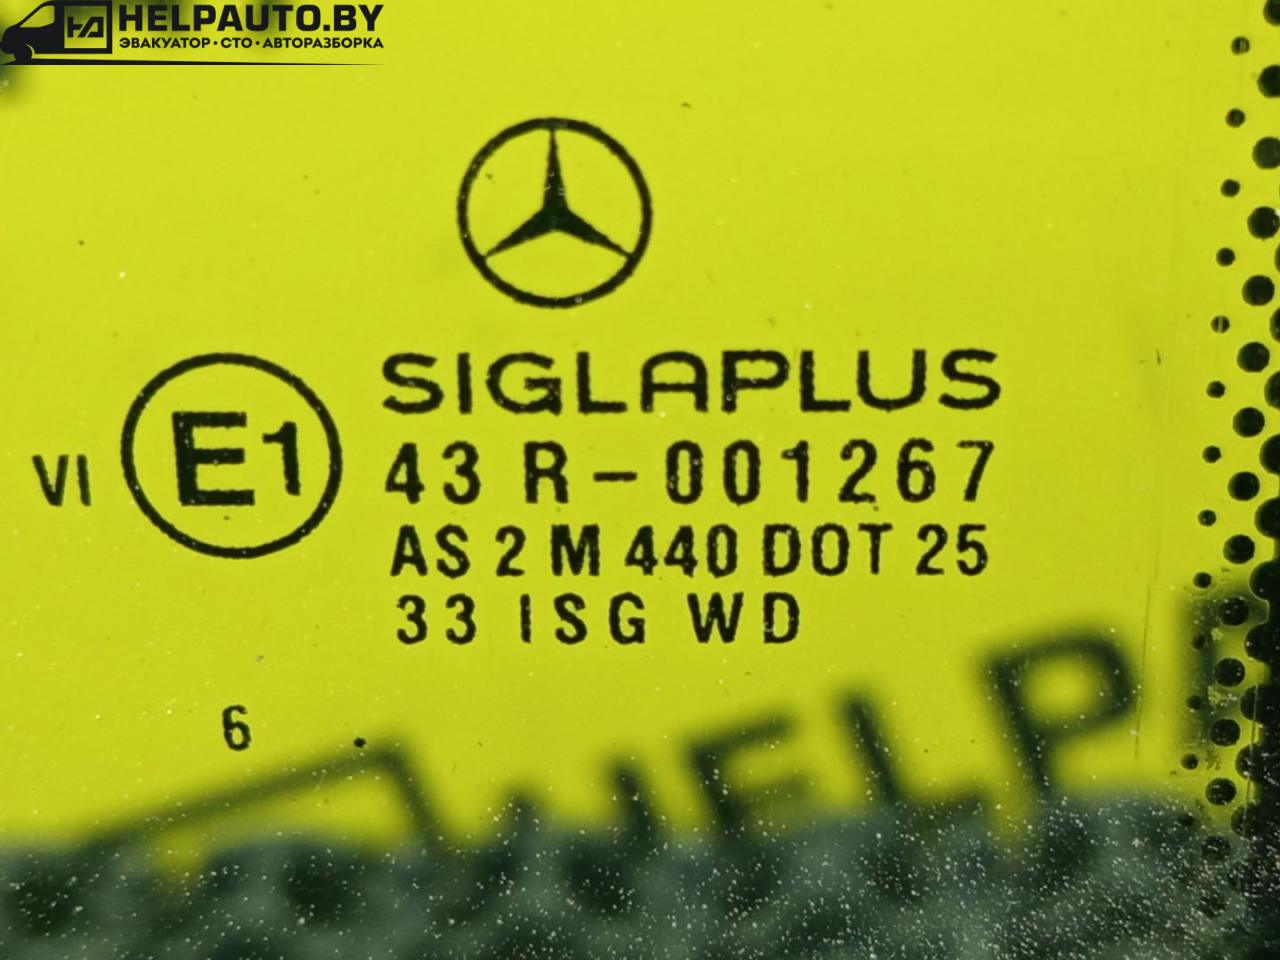 HELPAUTO.BY
ЭВАКУАТОР·СТО·АВТОРАЗБОРКА
SIGLAPLUS
VI E1 43 R-001267
AS 2 M 440 DOT 25
33 ISG WD
6
HELP